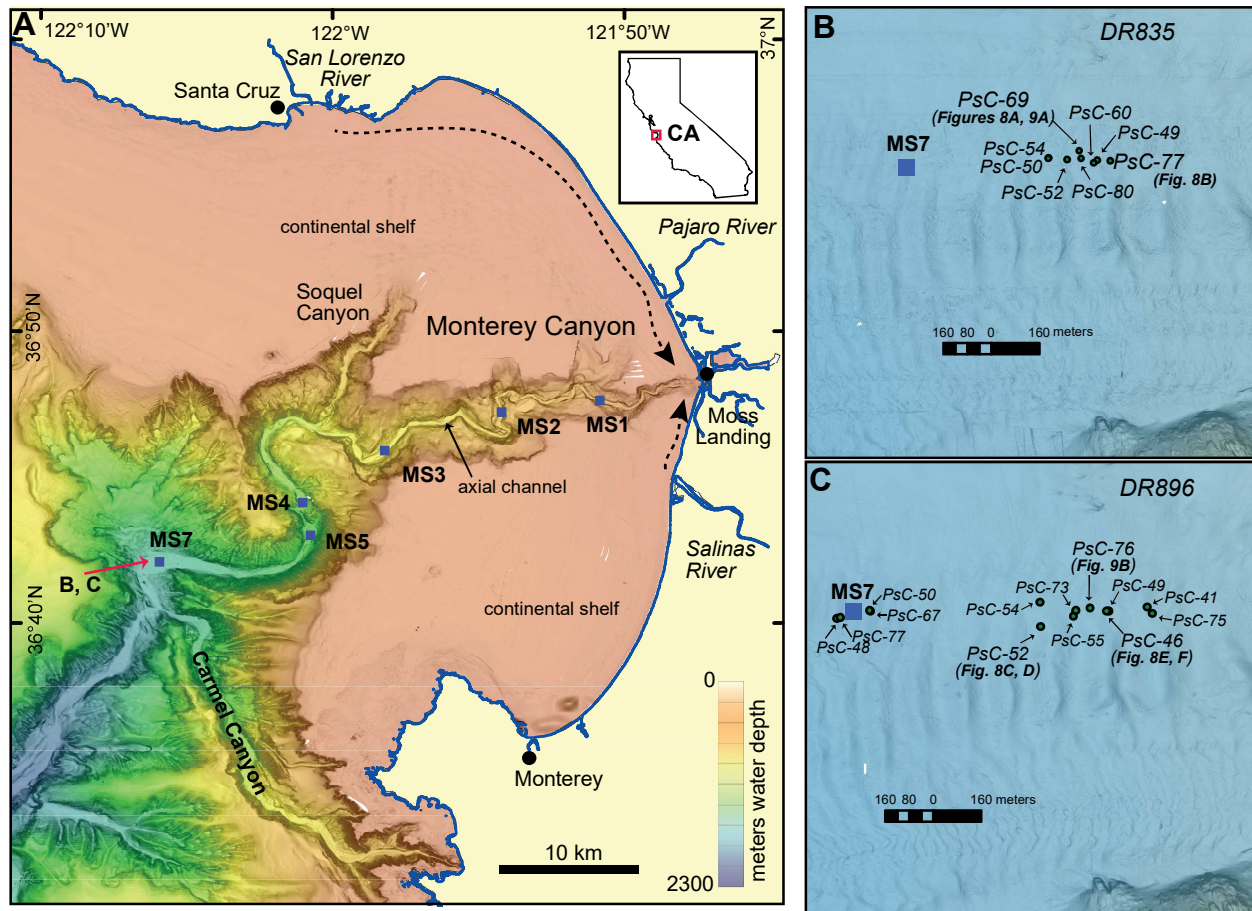 A
122°10'W
122°W
121°50'W
37°N
San Lorenzo
River
Santa Cruz
CA
continental shelf
Pajaro River
Soquel
Canyon
Monterey Canyon
36°50'N
MS2
MS1
Moss
Landing
MS3
axial channel
MS4
MS5
MS7
B, C
Salinas
River
36°40'N
continental shelf
Carmel Canyon
0
meters water depth
2300
Monterey
10 km
B
DR835
PsC-69
(Figures 8A, 9A)
PsC-60
PsC-49
MS7
PsC-54
PsC-50
PsC-77
(Fig. 8B)
PsC-52
PsC-80
160 80 0 160 meters
C
DR896
PsC-76
(Fig. 9B)
MS7
PsC-50
PsC-73
PsC-49
PsC-41
PsC-54
PsC-67
PsC-75
PsC-77
PsC-48
PsC-55
PsC-46
(Fig. 8E, F)
PsC-52
(Fig. 8C, D)
160 80 0 160 meters